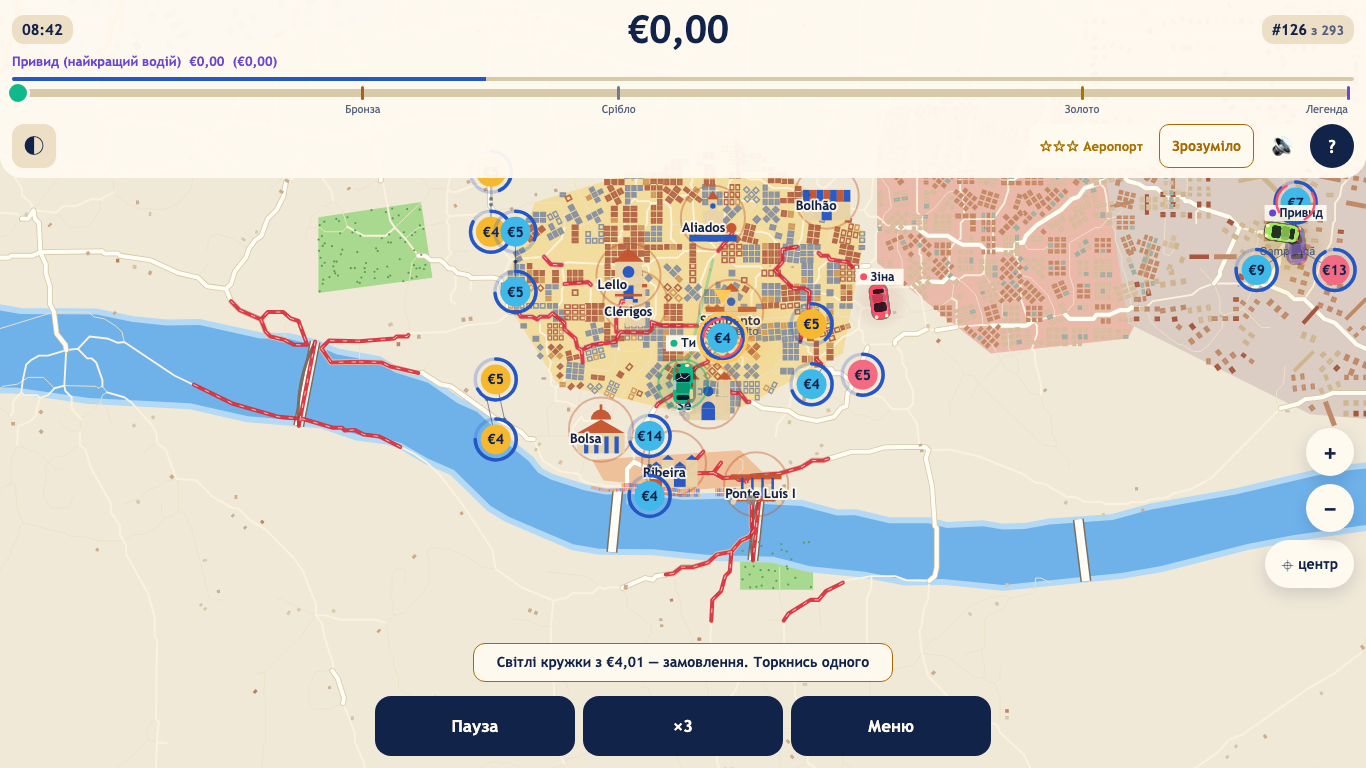 08:42
€0,00
#126 з 293
Привид (найкращий водій) €0,00 (€0,00)
Бронза
Срібло
Золото
Легенда
☆☆☆ Аеропорт
Зрозуміло
?
€7
Привид
€4
€5
Bolhão
Aliados
€9
€13
Зіна
€5
Lello
Clérigos
€5
€4
Ти
€5
€4
€5
Sé
€14
Bolsa
€4
Ribeira
€4
Ponte Luís I
+
−
центр
Світлі кружки з €4,01 — замовлення. Торкнись одного
Пауза
×3
Меню